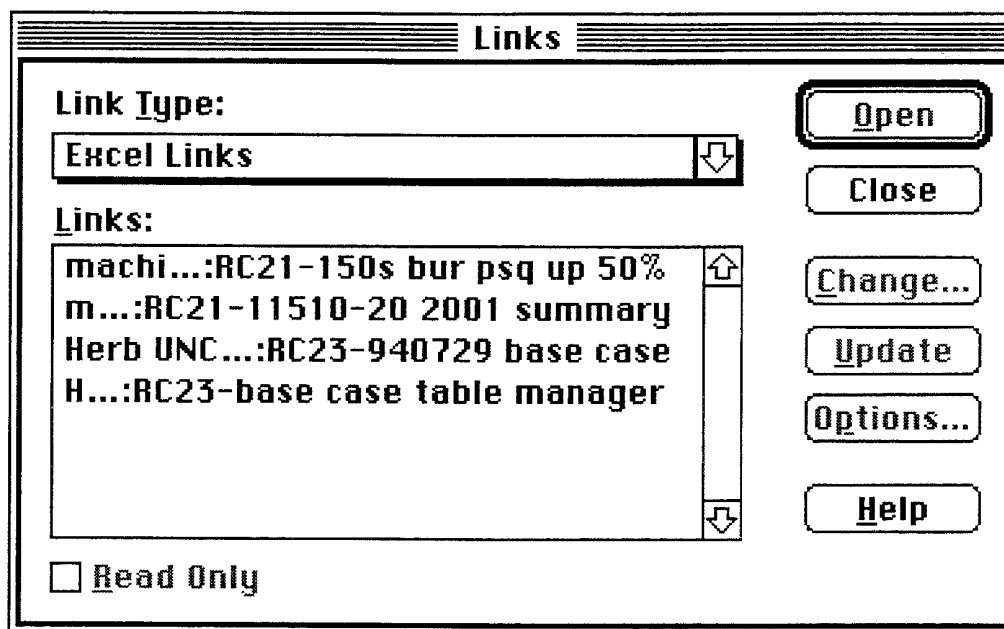 Links
Link Type:
Excel Links
Links:
machi...:RC21-150s bur psq up 50%
m...:RC21-11510-20 2001 summary
Herb UNC...:RC23-940729 base case
H...:RC23-base case table manager
Read Only
Open
Close
Change...
Update
Options...
Help